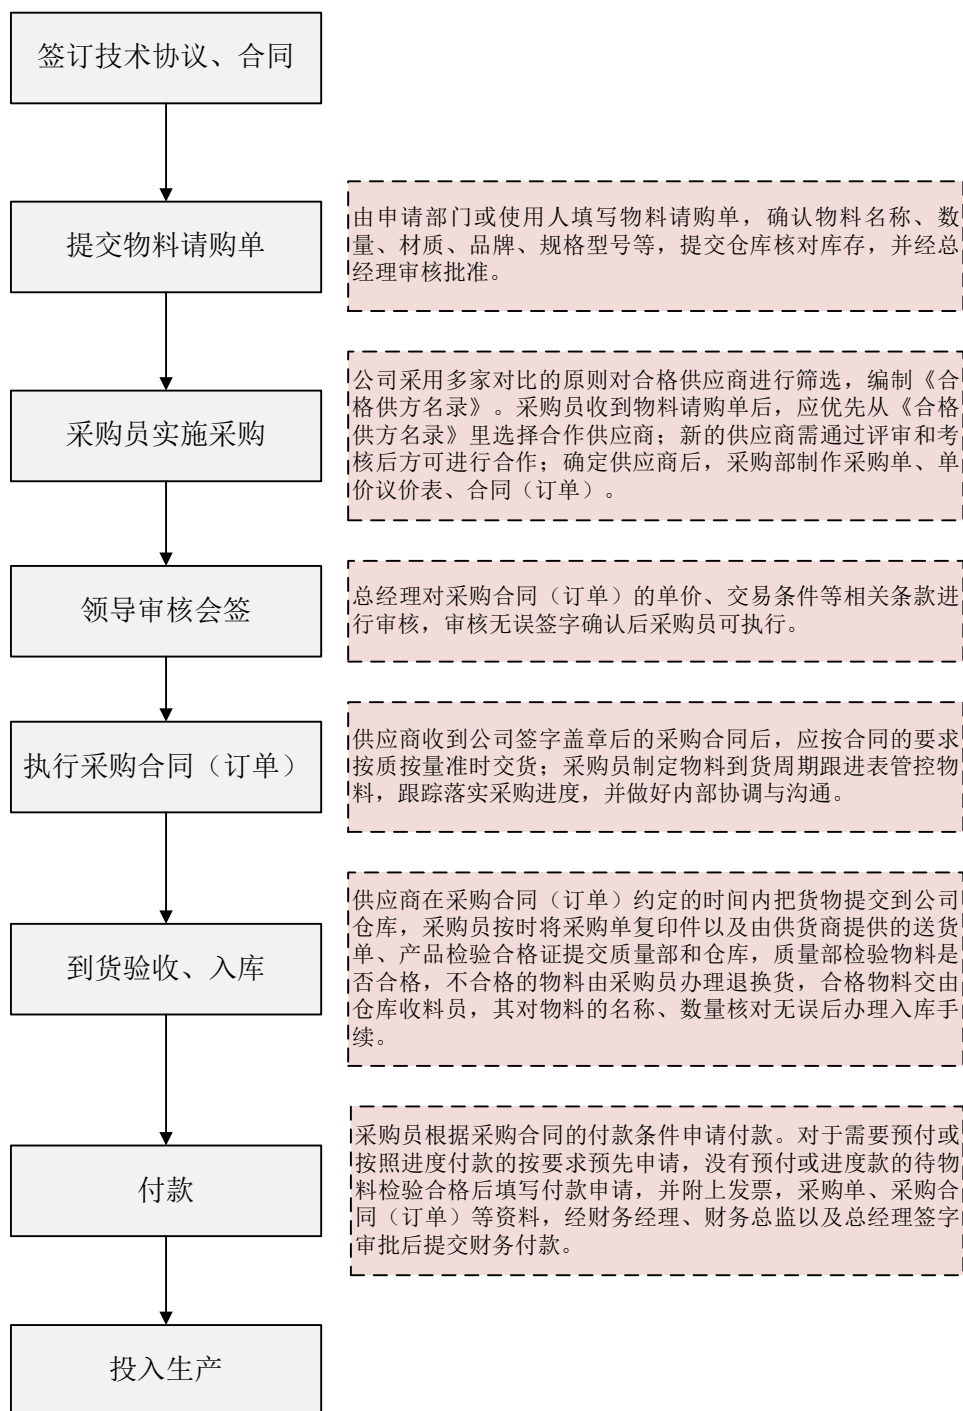 签订技术协议、合同
提交物料请购单
由申请部门或使用人填写物料请购单，确认物料名称、数
量、材质、品牌、规格型号等，提交仓库核对库存，并经总
经理审核批准。
采购员实施采购
公司采用多家对比的原则对合格供应商进行筛选，编制《合
格供方名录》。采购员收到物料请购单后，应优先从《合格
供方名录》里选择合作供应商；新的供应商需通过评审和考
核后方可进行合作；确定供应商后，采购部制作采购单、单
价议价表、合同（订单）。
领导审核会签
总经理对采购合同（订单）的单价、交易条件等相关条款进
行审核，审核无误签字确认后采购员可执行。
执行采购合同（订单）
供应商收到公司签字盖章后的采购合同后，应按合同的要求
按质按量准时交货；采购员制定物料到货周期跟进表管控物
料，跟踪落实采购进度，并做好内部协调与沟通。
到货验收、入库
供应商在采购合同（订单）约定的时间内把货物提交到公司
仓库，采购员按时将采购单复印件以及由供货商提供的送货
单、产品检验合格证提交质量部和仓库，质量部检验物料是
否合格，不合格的物料由采购员办理退换货，合格物料交由
仓库收料员，其对物料的名称、数量核对无误后办理入库手
续。
付款
采购员根据采购合同的付款条件申请付款。对于需要预付或
按照进度付款的按要求预先申请，没有预付或进度款的待物
料检验合格后填写付款申请，并附上发票，采购单、采购合
同（订单）等资料，经财务经理、财务总监以及总经理签字
审批后提交财务付款。
投入生产